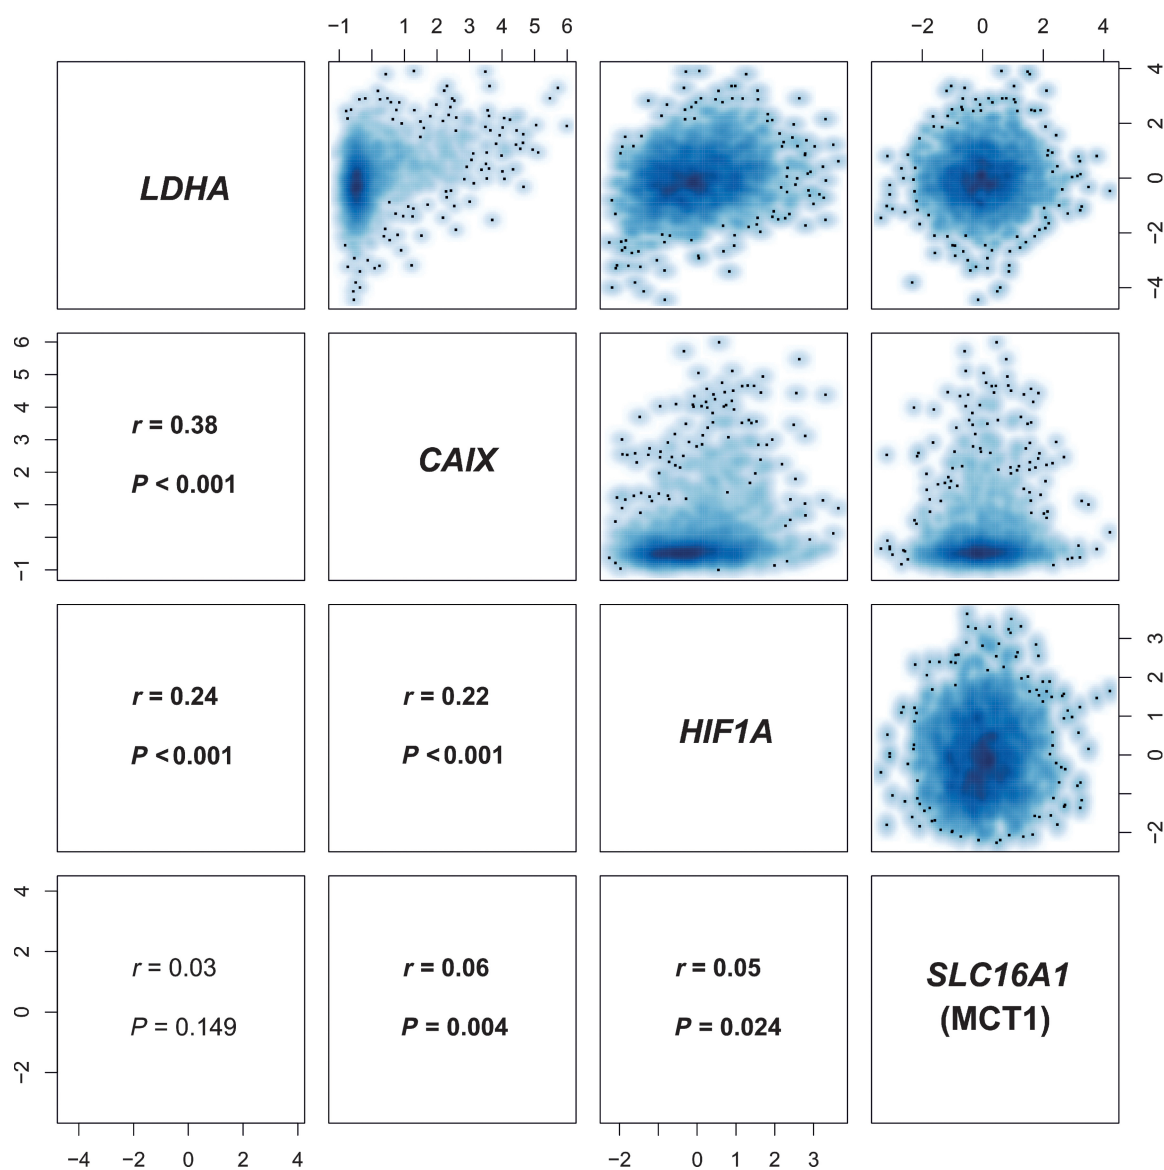 −1 1 2 3 4 5 6
−2 0 2 4
LDHA
4
2
0
−2
−4
6
5
4
3
2
1
−1
r = 0.38
P < 0.001
CAIX
r = 0.24
P < 0.001
r = 0.22
P < 0.001
HIF1A
3
2
1
0
−2
4
2
0
−2
r = 0.03
P = 0.149
r = 0.06
P = 0.004
r = 0.05
P = 0.024
SLC16A1
(MCT1)
−4 −2 0 2 4
−2 0 1 2 3